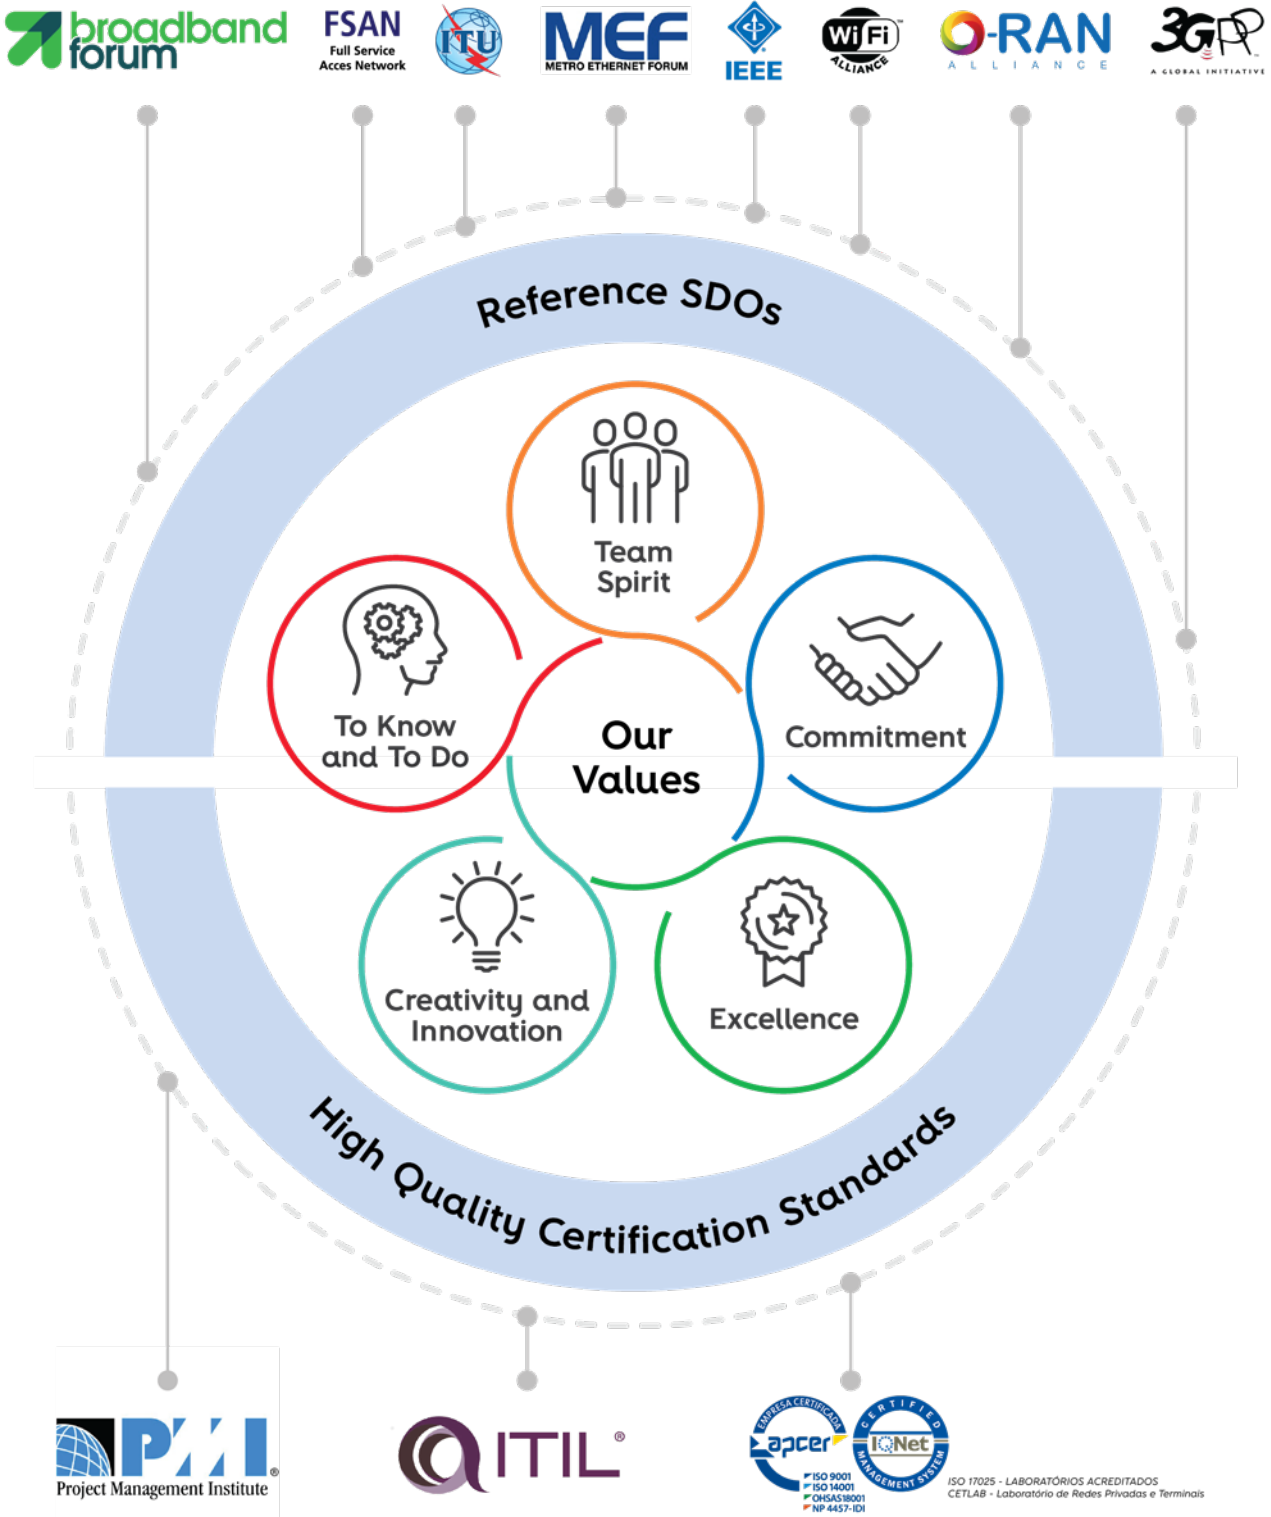 broadband
forum
FSAN
Full Service
Acces Network
ITU
MEF
METRO ETHERNET FORUM
IEEE
Wi Fi
ALLIANCE
O-RAN
ALLIANCE
3GPP
A GLOBAL INITIATIVE
Reference SDOs
Team
Spirit
To Know
and To Do
Commitment
Our
Values
Creativity and
Innovation
Excellence
High Quality Certification Standards
PMI
Project Management Institute
ITIL®
EMPRESA CERTIFICADA
apcer
ISO 9001
ISO 14001
OHSAS18001
NP 4457-IDI
CERTIFIED
IQNet
MANAGEMENT SYSTEM
ISO 17025 - LABORATÓRIOS ACREDITADOS
CETLAB - Laboratório de Redes Privadas e Terminais